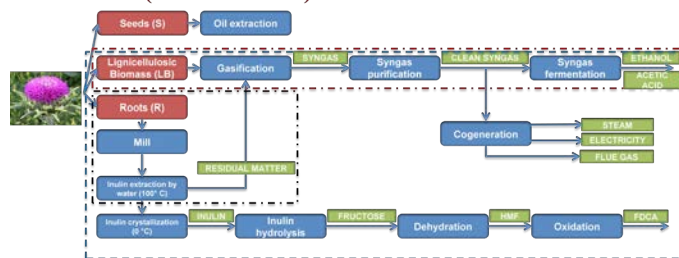 Seeds (S)
Oil extraction
Lignicellulosic
Biomass (LB)
Gasification
SYNGAS
Syngas
purification
CLEAN SYNGAS
Syngas
fermentation
ETHANOL
ACETIC
ACID
Roots (R)
Mill
Cogeneration
STEAM
ELECTRICITY
FLUE GAS
RESIDUAL MATTER
Inulin extraction by
water (100° C)
Inulin crystallization
(0 °C)
INULIN
Inulin
hydrolysis
FRUCTOSE
Dehydration
HMF
Oxidation
FDCA